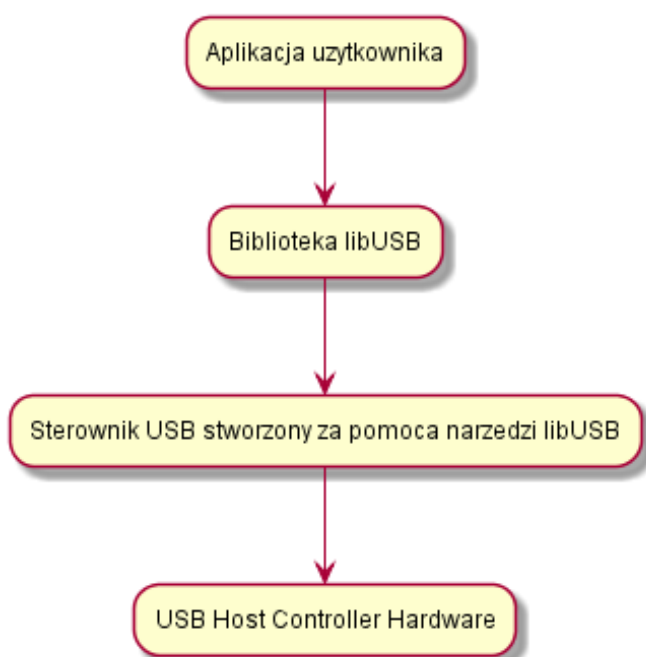 Aplikacja uzytkownika
Biblioteka libUSB
Sterownik USB stworzony za pomoca narzedzi libUSB
USB Host Controller Hardware